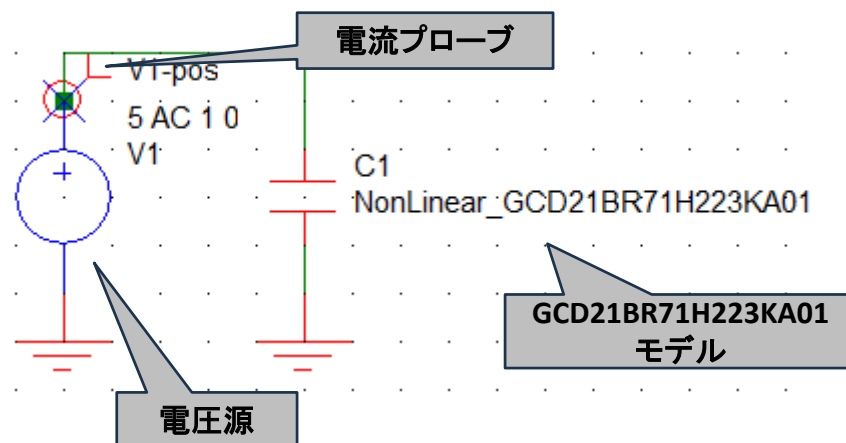 電流プローブ
V1-pos
5 AC 1 0
V1
C1
NonLinear_GCD21BR71H223KA01
GCD21BR71H223KA01
モデル
電圧源